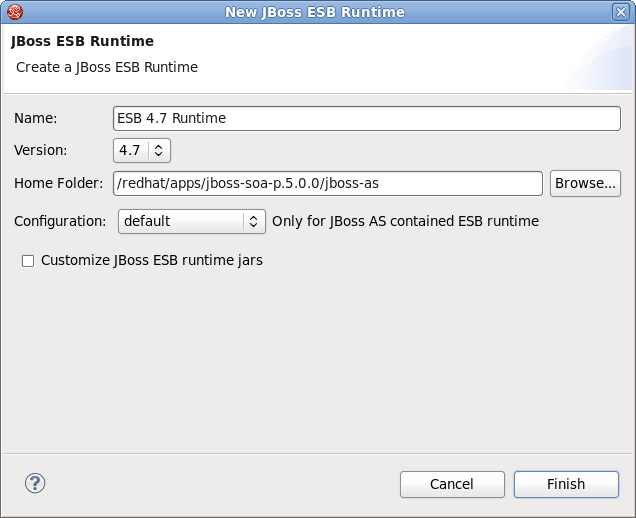 New JBoss ESB Runtime
JBoss ESB Runtime
Create a JBoss ESB Runtime
Name: ESB 4.7 Runtime
Version: 4.7
Home Folder: /redhat/apps/jboss-soa-p.5.0.0/jboss-as Browse...
Configuration: default Only for JBoss AS contained ESB runtime
Customize JBoss ESB runtime jars
? Cancel Finish